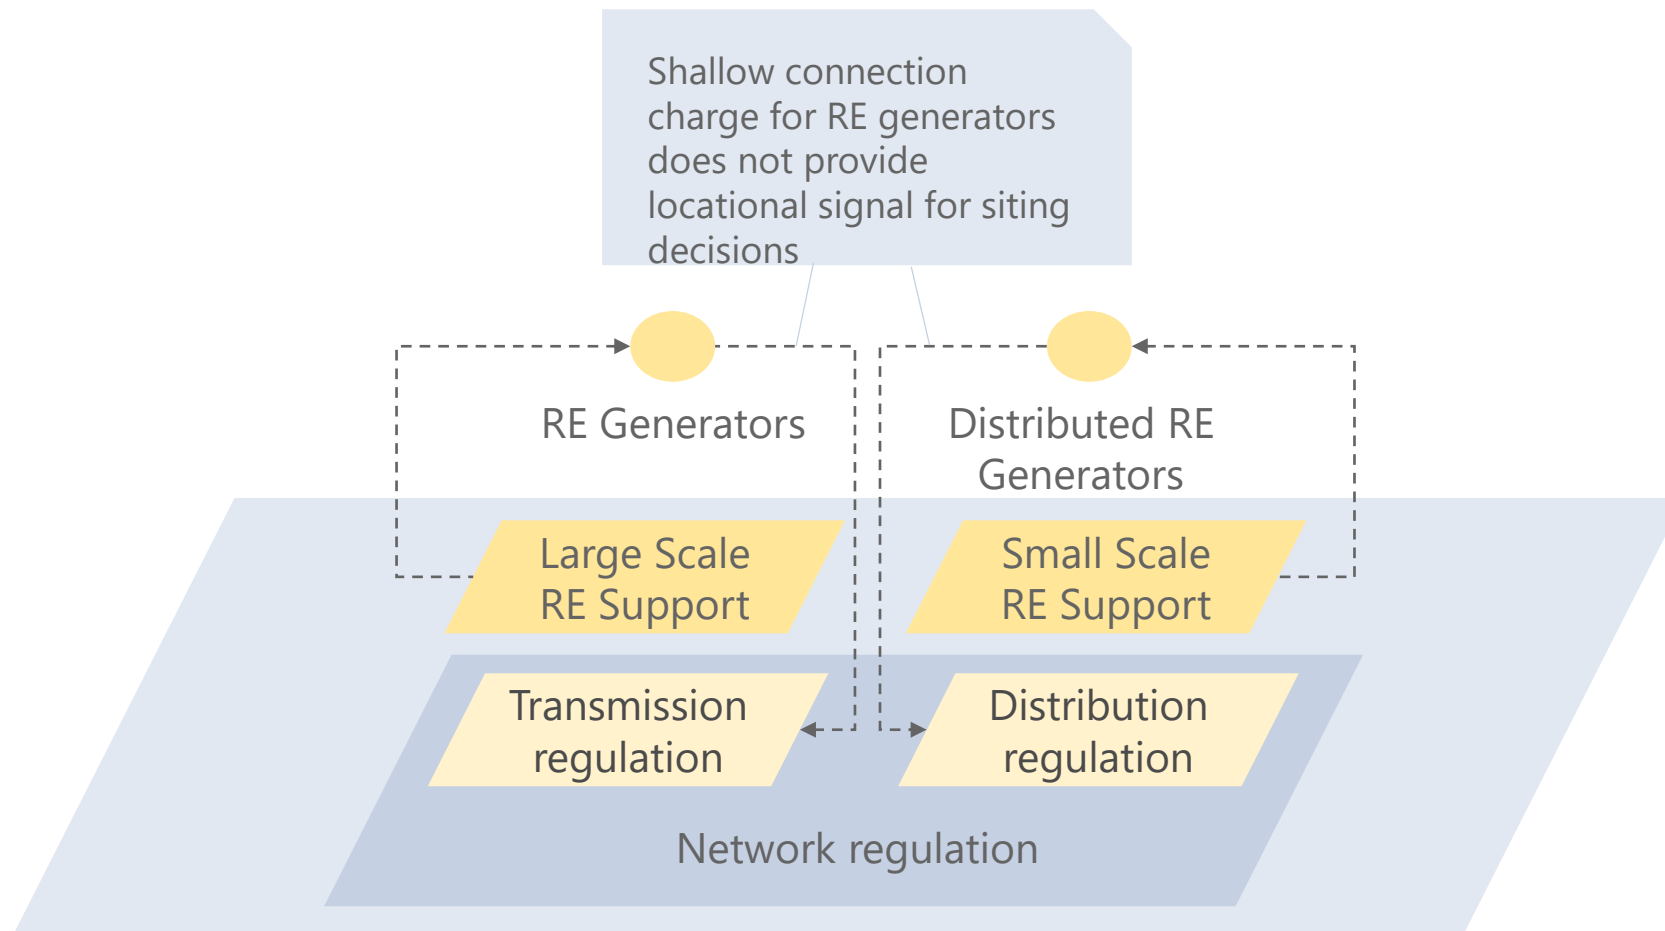 Shallow connection
charge for RE generators
does not provide
locational signal for siting
decisions
RE Generators
Distributed RE
Generators
Large Scale
RE Support
Small Scale
RE Support
Transmission
regulation
Distribution
regulation
Network regulation